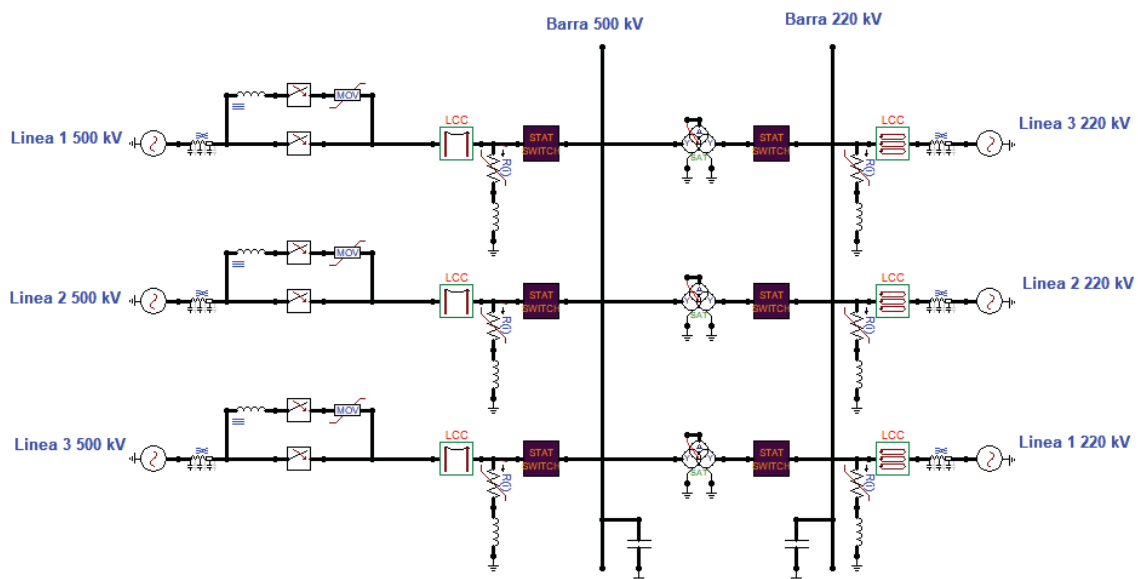 Barra 500 kV
Barra 220 kV
MOV
Linea 1 500 kV
LCC
STAT
SWITCH
R(i)
Y
Y
SAT
STAT
SWITCH
LCC
R(i)
Linea 3 220 kV
MOV
Linea 2 500 kV
LCC
STAT
SWITCH
R(i)
Y
Y
SAT
STAT
SWITCH
LCC
R(i)
Linea 2 220 kV
MOV
Linea 3 500 kV
LCC
STAT
SWITCH
R(i)
Y
Y
SAT
STAT
SWITCH
LCC
R(i)
Linea 1 220 kV